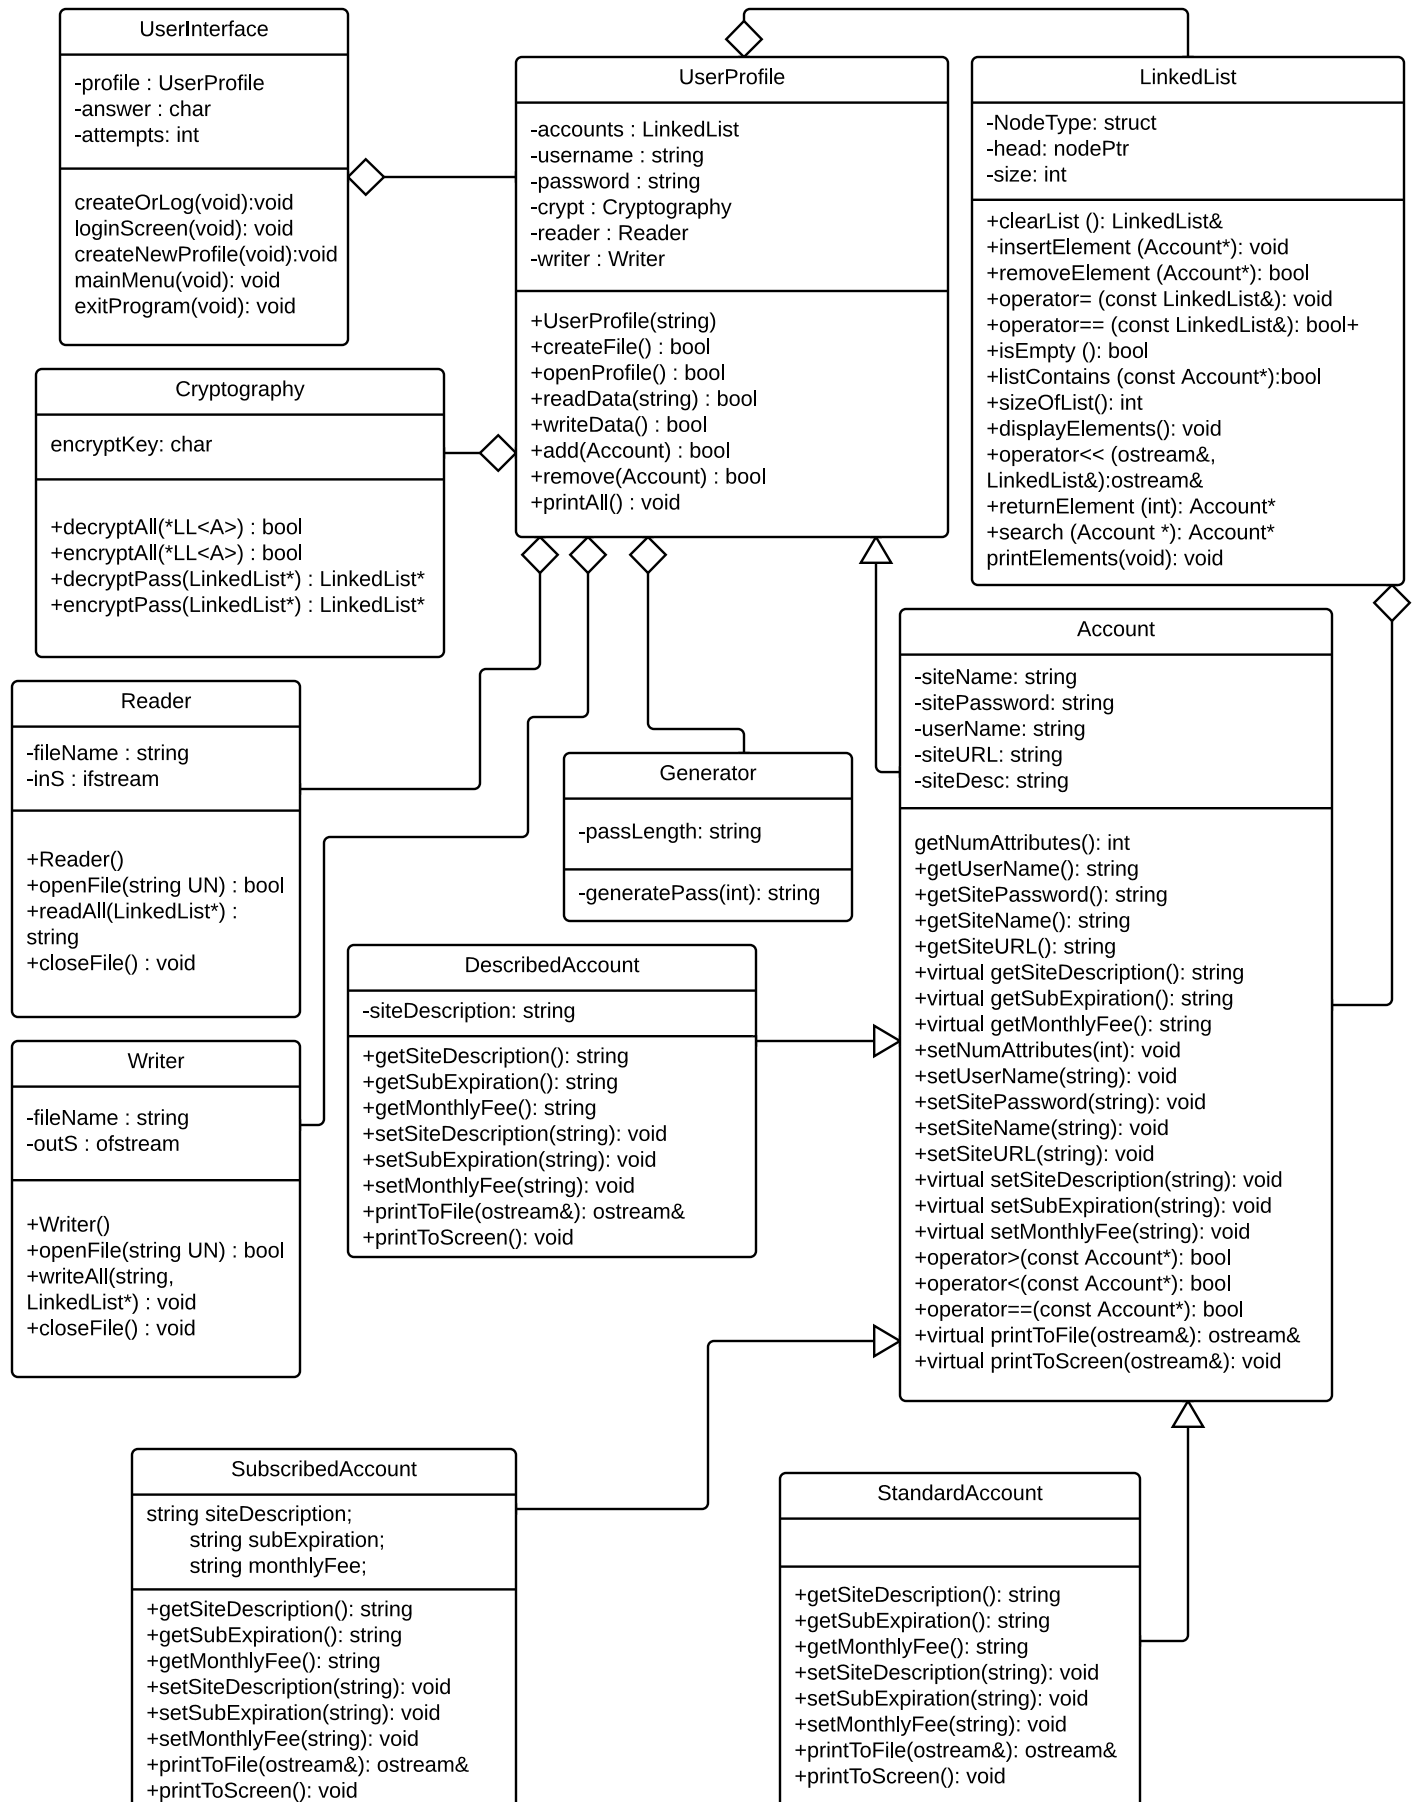 UserInterface
-profile : UserProfile
-answer : char
-attempts: int
createOrLog(void):void
loginScreen(void): void
createNewProfile(void):void
mainMenu(void): void
exitProgram(void): void
UserProfile
-accounts : LinkedList
-username : string
-password : string
-crypt : Cryptography
-reader : Reader
-writer : Writer
+UserProfile(string)
+createFile() : bool
+openProfile() : bool
+readData(string) : bool
+writeData() : bool
+add(Account) : bool
+remove(Account) : bool
+printAll() : void
LinkedList
-NodeType: struct
-head: nodePtr
-size: int
+clearList (): LinkedList&
+insertElement (Account*): void
+removeElement (Account*): bool
+operator= (const LinkedList&): void
+operator== (const LinkedList&): bool+
+isEmpty (): bool
+listContains (const Account*):bool
+sizeOfList(): int
+displayElements(): void
+operator<< (ostream&,
LinkedList&):ostream&
+returnElement (int): Account*
+search (Account *): Account*
printElements(void): void
Cryptography
encryptKey: char
+decryptAll(*LL<A>) : bool
+encryptAll(*LL<A>) : bool
+decryptPass(LinkedList*) : LinkedList*
+encryptPass(LinkedList*) : LinkedList*
Reader
-fileName : string
-inS : ifstream
+Reader()
+openFile(string UN) : bool
+readAll(LinkedList*) :
string
+closeFile() : void
Generator
-passLength: string
-generatePass(int): string
Account
-siteName: string
-sitePassword: string
-userName: string
-siteURL: string
-siteDesc: string
getNumAttributes(): int
+getUserName(): string
+getSitePassword(): string
+getSiteName(): string
+getSiteURL(): string
+virtual getSiteDescription(): string
+virtual getSubExpiration(): string
+virtual getMonthlyFee(): string
+setNumAttributes(int): void
+setUserName(string): void
+setSitePassword(string): void
+setSiteName(string): void
+setSiteURL(string): void
+virtual setSiteDescription(string): void
+virtual setSubExpiration(string): void
+virtual setMonthlyFee(string): void
+operator>(const Account*): bool
+operator<(const Account*): bool
+operator==(const Account*): bool
+virtual printToFile(ostream&): ostream&
+virtual printToScreen(ostream&): void
DescribedAccount
-siteDescription: string
+getSiteDescription(): string
+getSubExpiration(): string
+getMonthlyFee(): string
+setSiteDescription(string): void
+setSubExpiration(string): void
+setMonthlyFee(string): void
+printToFile(ostream&): ostream&
+printToScreen(): void
Writer
-fileName : string
-outS : ofstream
+Writer()
+openFile(string UN) : bool
+writeAll(string,
LinkedList*) : void
+closeFile() : void
SubscribedAccount
string siteDescription;
string subExpiration;
string monthlyFee;
+getSiteDescription(): string
+getSubExpiration(): string
+getMonthlyFee(): string
+setSiteDescription(string): void
+setSubExpiration(string): void
+setMonthlyFee(string): void
+printToFile(ostream&): ostream&
+printToScreen(): void
StandardAccount
+getSiteDescription(): string
+getSubExpiration(): string
+getMonthlyFee(): string
+setSiteDescription(string): void
+setSubExpiration(string): void
+setMonthlyFee(string): void
+printToFile(ostream&): ostream&
+printToScreen(): void